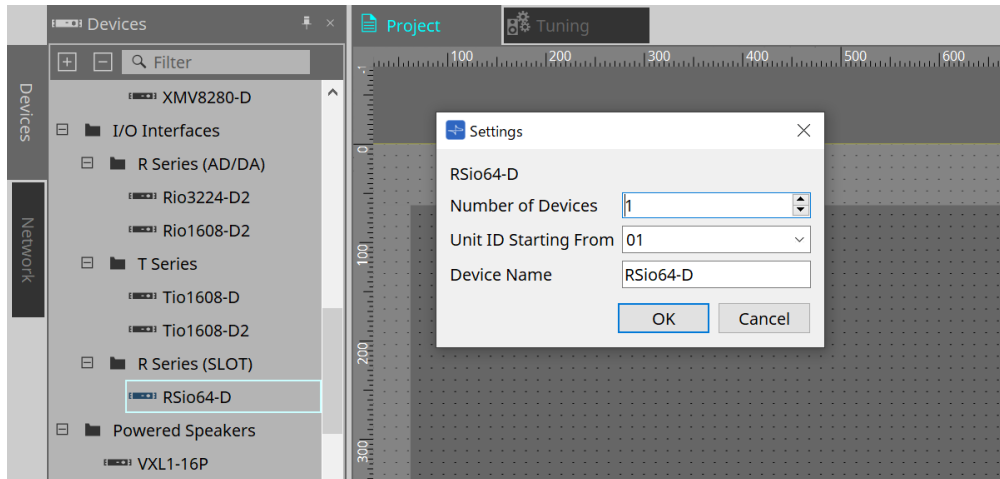 Devices
Filter
XMV8280-D
I/O Interfaces
R Series (AD/DA)
Rio3224-D2
Rio1608-D2
T Series
Tio1608-D
Tio1608-D2
R Series (SLOT)
RSio64-D
Powered Speakers
VXL1-16P
Devices
Network
Project
Tuning
100 200 300 400 500 600
-1
0
100
200
300
Settings
RSio64-D
Number of Devices 1
Unit ID Starting From 01
Device Name RSio64-D
OK Cancel